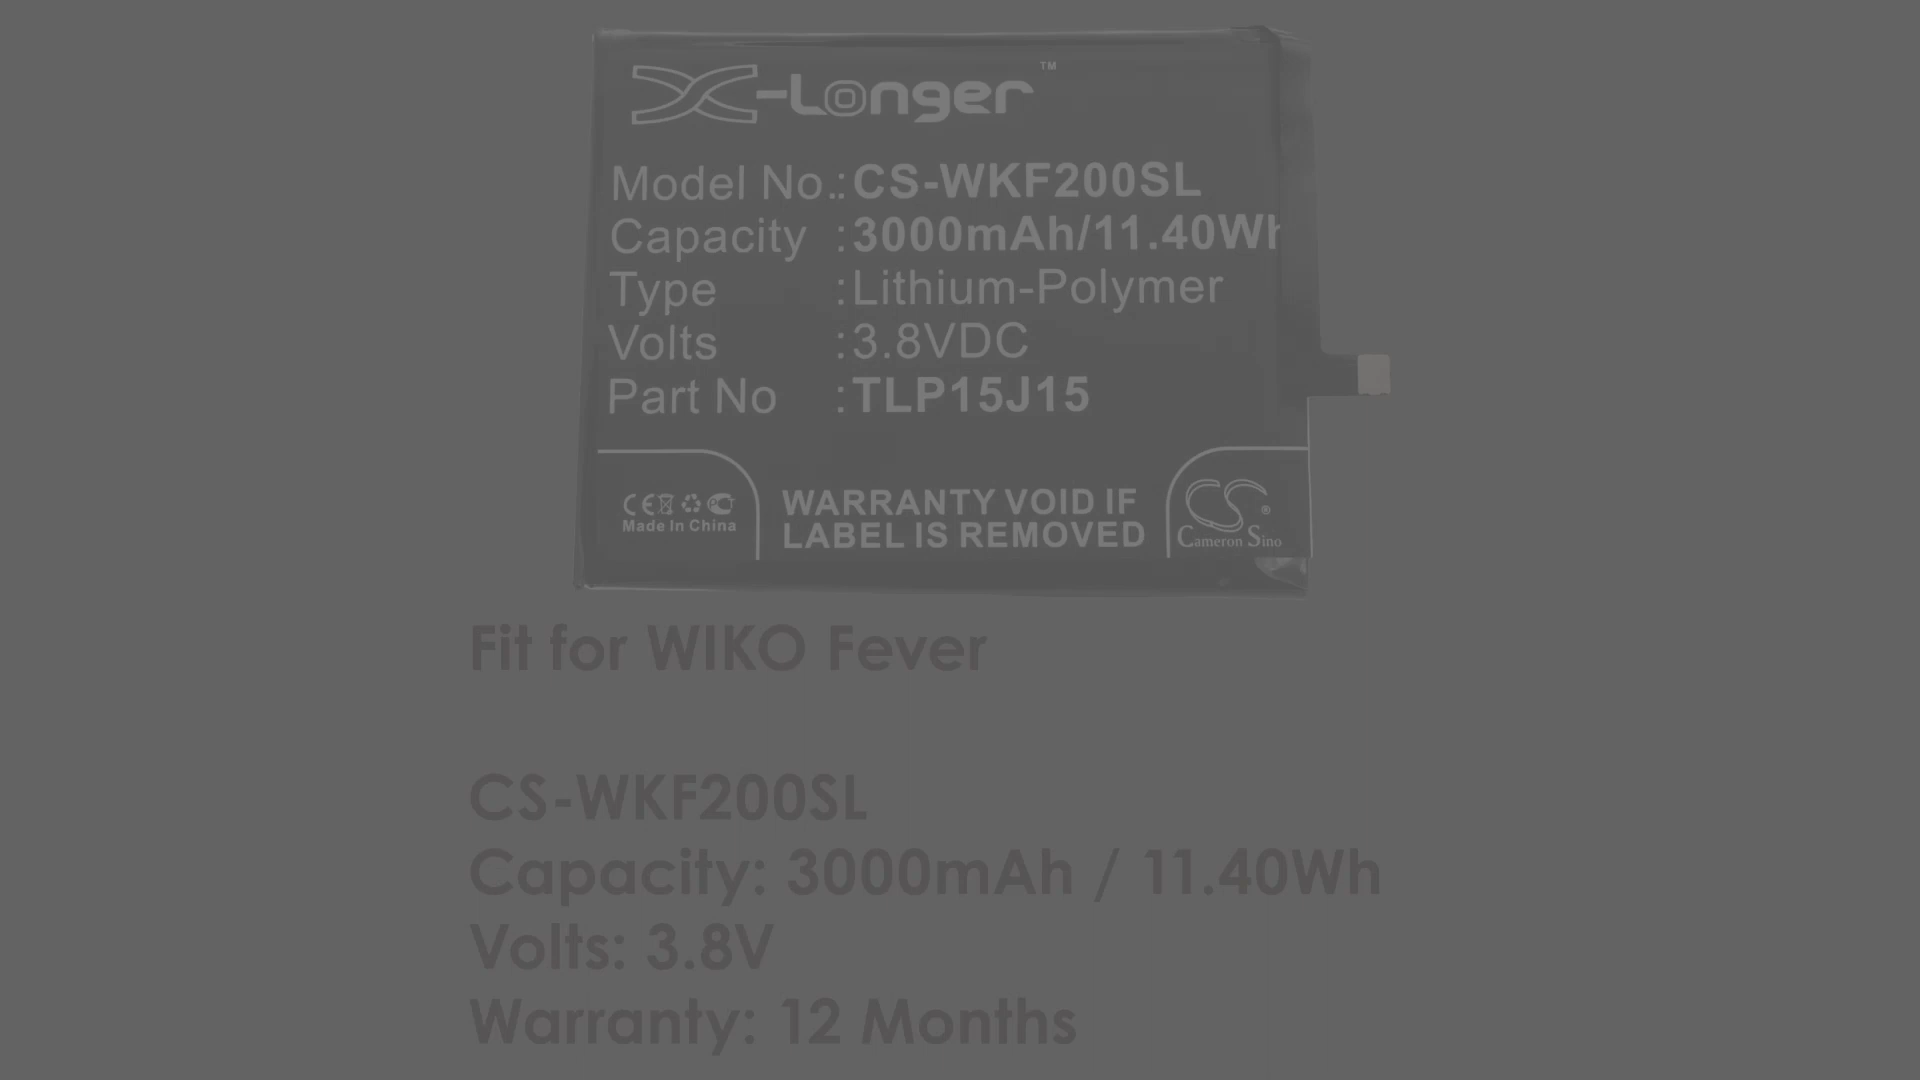 X-Longer™
Model No.: CS-WKF200SL
Capacity : 3000mAh/11.40Wh
Type : Lithium-Polymer
Volts : 3.8VDC
Part No : TLP15J15
CE
Made In China
WARRANTY VOID IF
LABEL IS REMOVED
CS®
Cameron Sino
Fit for WIKO Fever
CS-WKF200SL
Capacity: 3000mAh / 11.40Wh
Volts: 3.8V
Warranty: 12 Months